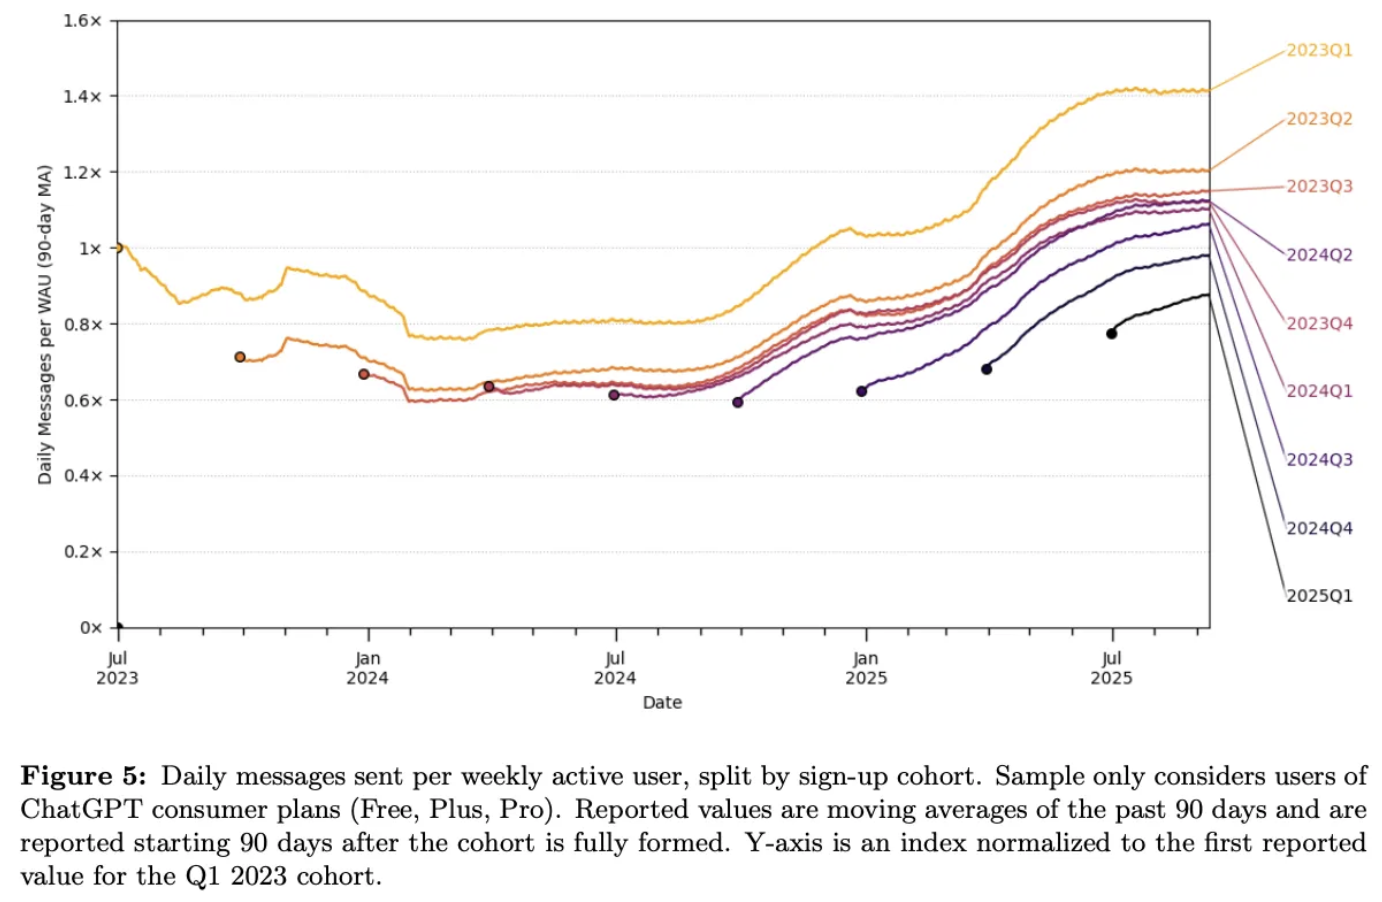 1.6×
1.4×
1.2×
1×
0.8×
0.6×
0.4×
0.2×
0×
Daily Messages per WAU (90-day MA)
Jul
2023
Jan
2024
Jul
2024
Jan
2025
Jul
2025
Date
2023Q1
2023Q2
2023Q3
2024Q2
2023Q4
2024Q1
2024Q3
2024Q4
2025Q1
Figure 5: Daily messages sent per weekly active user, split by sign-up cohort. Sample only considers users of
ChatGPT consumer plans (Free, Plus, Pro). Reported values are moving averages of the past 90 days and are
reported starting 90 days after the cohort is fully formed. Y-axis is an index normalized to the first reported
value for the Q1 2023 cohort.